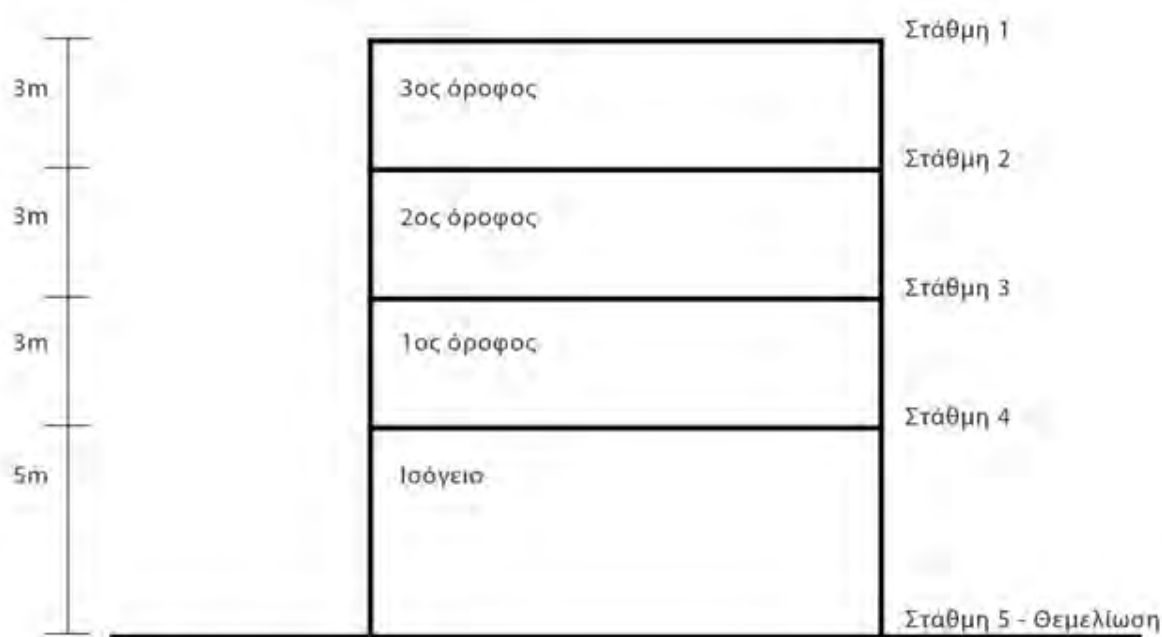 Στάθμη 1
3m
3ος όροφος
Στάθμη 2
3m
2ος όροφος
Στάθμη 3
3m
1ος όροφος
Στάθμη 4
5m
Ισόγειο
Στάθμη 5 - Θεμελίωση